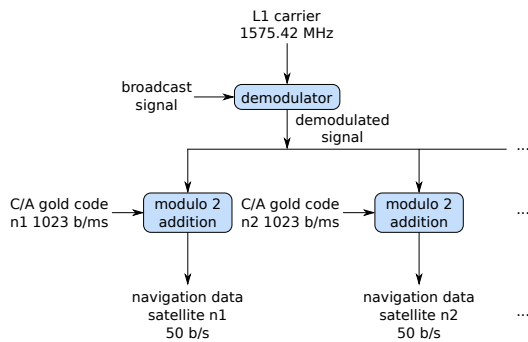 L1 carrier
1575.42 MHz
broadcast
signal
demodulator
demodulated
signal
...
C/A gold code
n1 1023 b/ms
modulo 2
addition
C/A gold code
n2 1023 b/ms
modulo 2
addition
...
navigation data
satellite n1
50 b/s
navigation data
satellite n2
50 b/s
...